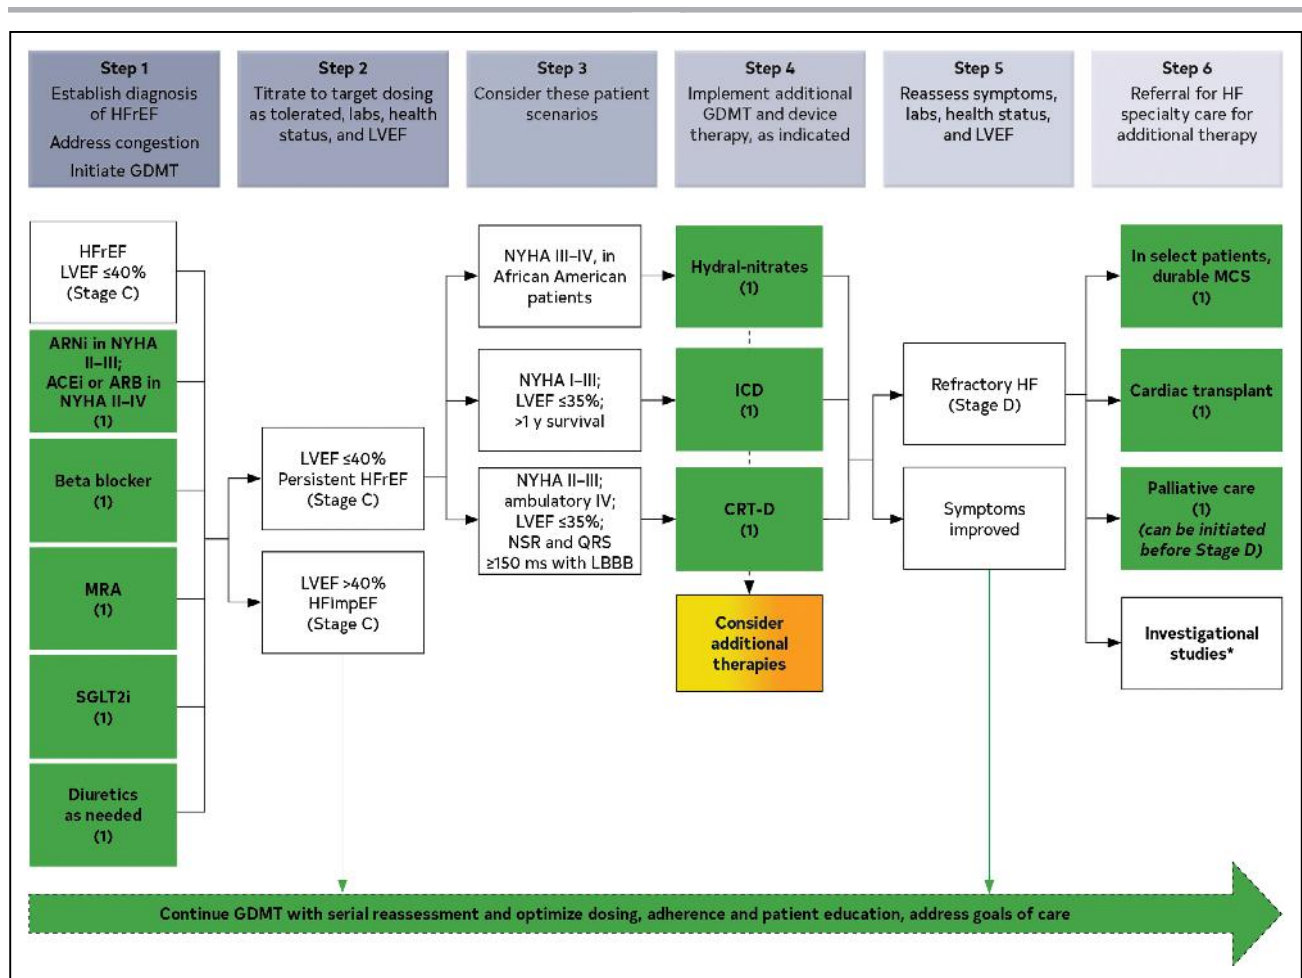 Step 1
Establish diagnosis
of HFrEF
Address congestion
Initiate GDMT
Step 2
Titrate to target dosing
as tolerated, labs, health
status, and LVEF
Step 3
Consider these patient
scenarios
Step 4
Implement additional
GDMT and device
therapy, as indicated
Step 5
Reassess symptoms,
labs, health status,
and LVEF
Step 6
Referral for HF
specialty care for
additional therapy
HFrEF
LVEF ≤40%
(Stage C)
ARNi in NYHA
II–III;
ACEi or ARB in
NYHA II–IV
(1)
Beta blocker
(1)
MRA
(1)
SGLT2i
(1)
Diuretics
as needed
(1)
LVEF ≤40%
Persistent HFrEF
(Stage C)
LVEF >40%
HFimpEF
(Stage C)
NYHA III–IV, in
African American
patients
NYHA I–III;
LVEF ≤35%;
>1 y survival
NYHA II–III;
ambulatory IV;
LVEF ≤35%;
NSR and QRS
≥150 ms with LBBB
Hydral-nitrates
(1)
ICD
(1)
CRT-D
(1)
Consider
additional
therapies
Refractory HF
(Stage D)
Symptoms
improved
In select patients,
durable MCS
(1)
Cardiac transplant
(1)
Palliative care
(1)
(can be initiated
before Stage D)
Investigational
studies*
Continue GDMT with serial reassessment and optimize dosing, adherence and patient education, address goals of care